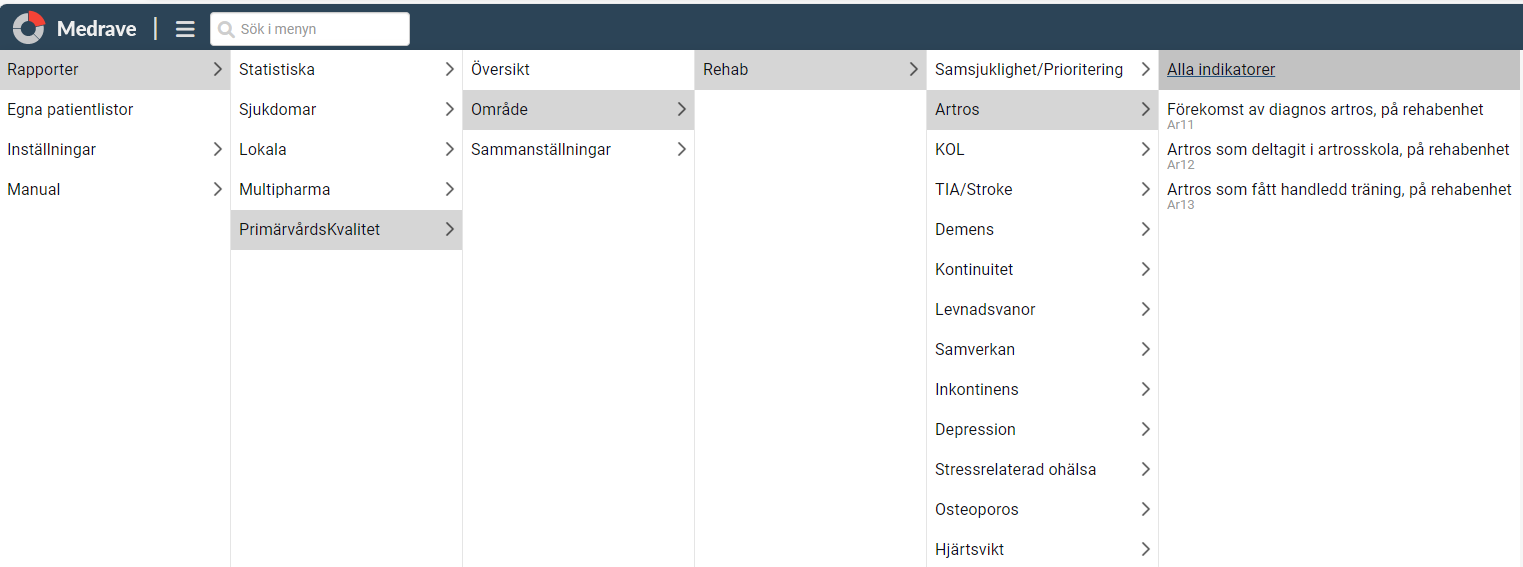 Medrave
Sök i menyn
Rapporter
Egna patientlistor
Inställningar
Manual
Statistiska
Sjukdomar
Lokala
Multipharma
PrimärvårdsKvalitet
Översikt
Område
Sammanställningar
Rehab
Samsjuklighet/Prioritering
Artros
KOL
TIA/Stroke
Demens
Kontinuitet
Levnadsvanor
Samverkan
Inkontinens
Depression
Stressrelaterad ohälsa
Osteoporos
Hjärtsvikt
Alla indikatorer
Förekomst av diagnos artros, på rehabenhet
Ar11
Artros som deltagit i artrosskola, på rehabenhet
Ar12
Artros som fått handledd träning, på rehabenhet
Ar13